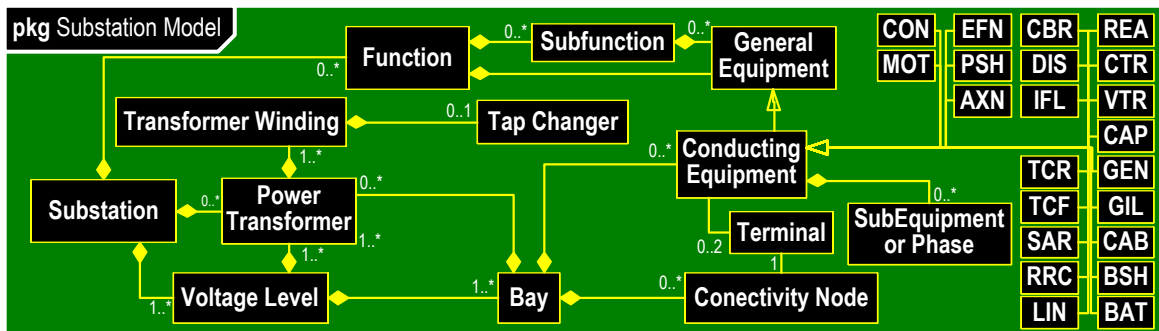 pkg Substation Model
Function
0..*
0..*
Subfunction
0..*
General
Equipment
CON
EFN
CBR
REA
MOT
PSH
DIS
CTR
AXN
IFL
VTR
CAP
Transformer Winding
0..1
Tap Changer
1..*
0..*
Conducting
Equipment
TCR
GEN
Substation
0..*
Power
Transformer
0..*
1..*
0..*
SubEquipment
or Phase
TCF
GIL
Terminal
0..2
1
SAR
CAB
1..*
1..*
Voltage Level
1..*
Bay
0..*
Conectivity Node
RRC
BSH
LIN
BAT